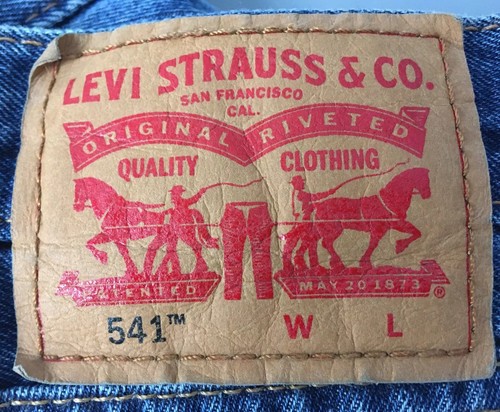 LEVI STRAUSS & CO.
SAN FRANCISCO
CAL.
ORIGINAL RIVETED
QUALITY CLOTHING
PATENTED MAY 20 1873 ®
541™ W L